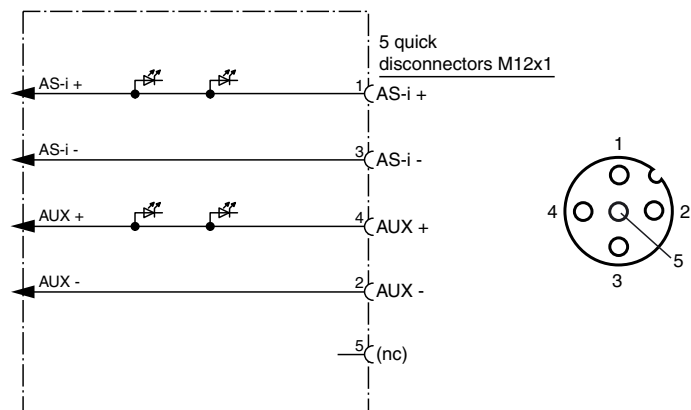 5 quick
disconnectors M12x1
AS-i +
1
AS-i +
AS-i -
3
AS-i -
AUX +
4
AUX +
AUX -
2
AUX -
5
(nc)
1
4
2
5
3